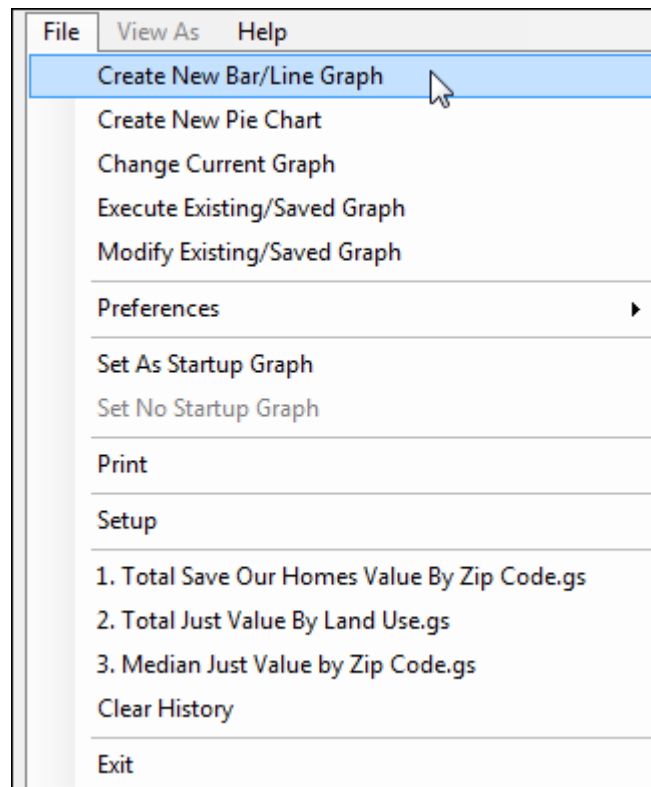 File View As Help
Create New Bar/Line Graph
Create New Pie Chart
Change Current Graph
Execute Existing/Saved Graph
Modify Existing/Saved Graph
Preferences
Set As Startup Graph
Set No Startup Graph
Print
Setup
1. Total Save Our Homes Value By Zip Code.gs
2. Total Just Value By Land Use.gs
3. Median Just Value by Zip Code.gs
Clear History
Exit